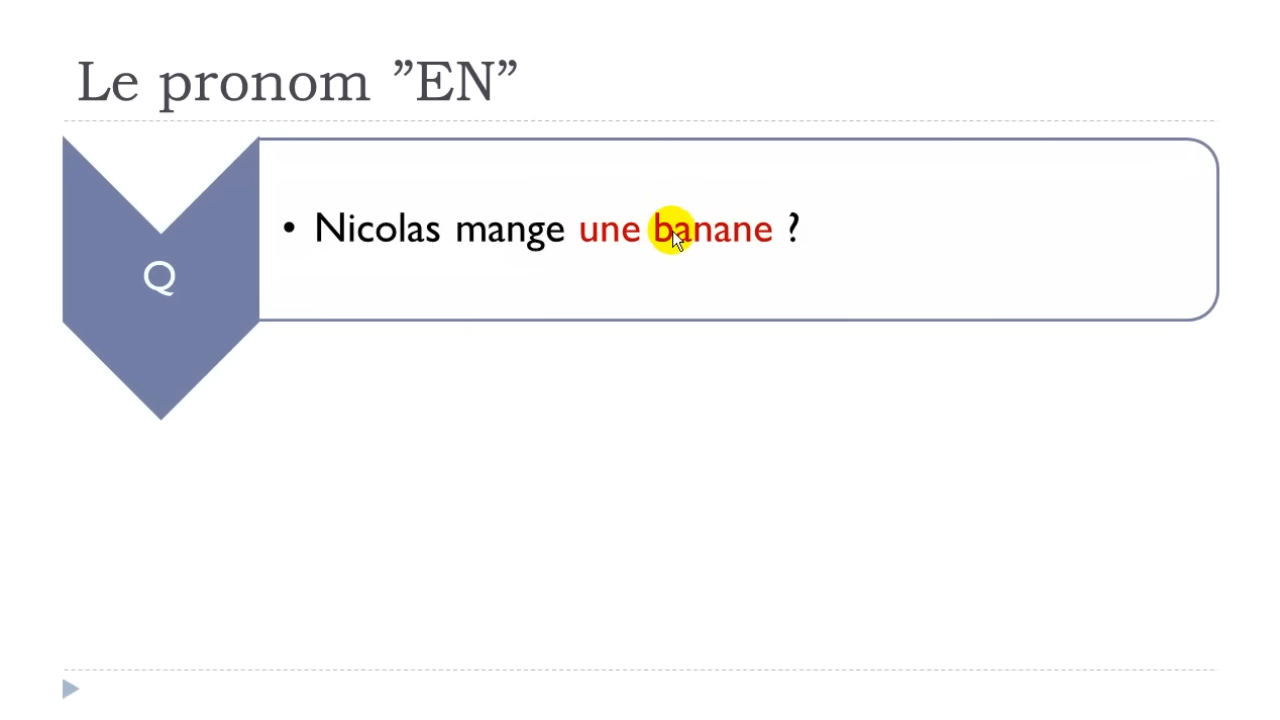 Le pronom ”EN”
Q
• Nicolas mange une banane ?